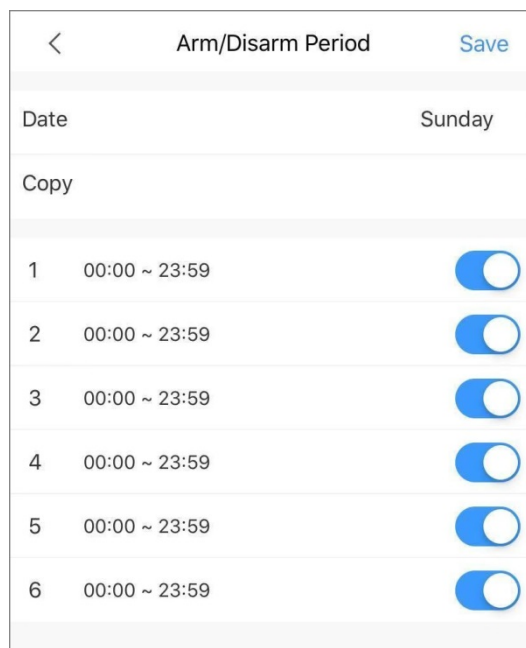 Arm/Disarm Period Save
Date Sunday
Copy
1 00:00 ~ 23:59
2 00:00 ~ 23:59
3 00:00 ~ 23:59
4 00:00 ~ 23:59
5 00:00 ~ 23:59
6 00:00 ~ 23:59